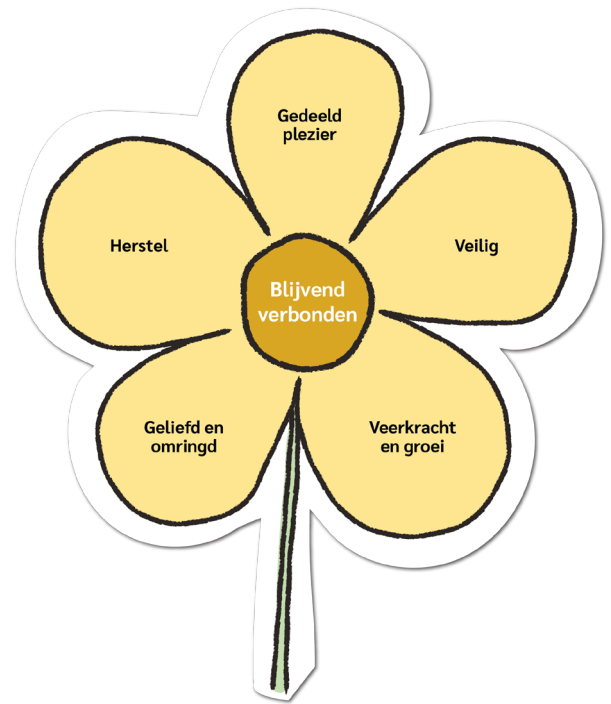 Gedeeld
plezier
Herstel
Veilig
Blijvend
verbonden
Geliefd en
omringd
Veerkracht
en groei